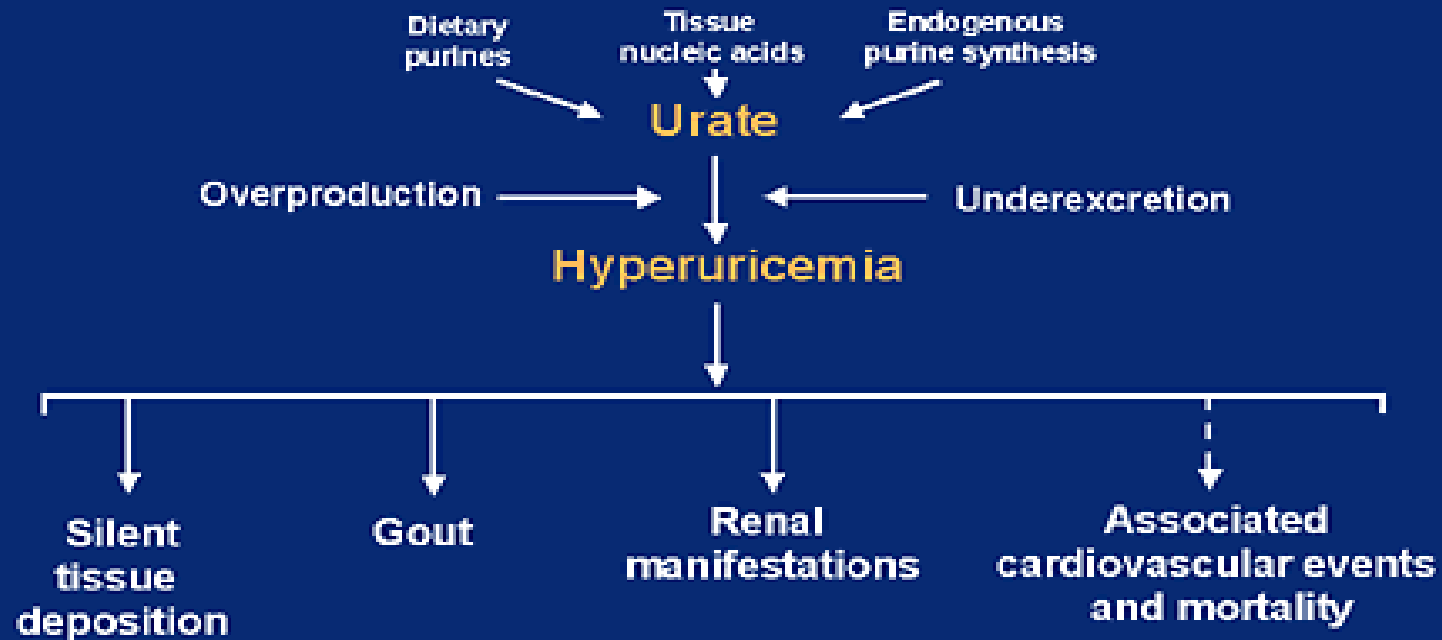 Dietary
purines
Tissue
nucleic acids
Endogenous
purine synthesis
Urate
Overproduction
Underexcretion
Hyperuricemia
Silent
tissue
deposition
Gout
Renal
manifestations
Associated
cardiovascular events
and mortality